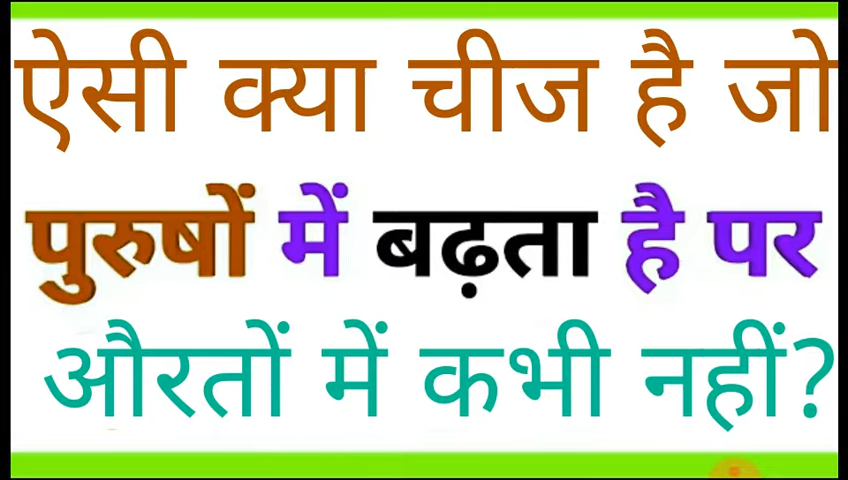 ऐसी क्या चीज है जो
पुरुषों में बढ़ता है पर
औरतों में कभी नहीं?